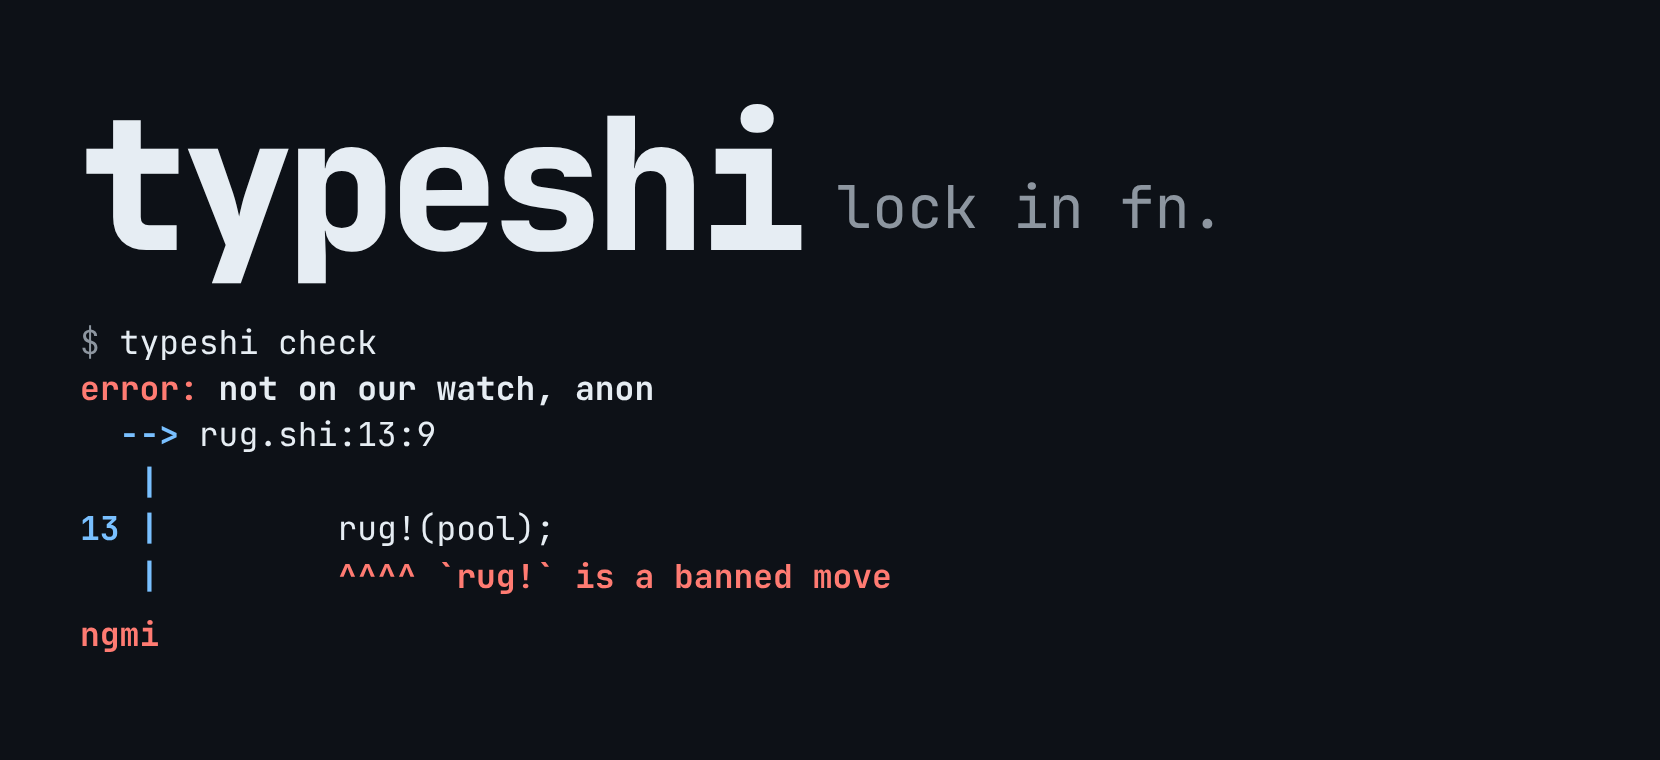 typeshi lock in fn.
$ typeshi check
error: not on our watch, anon
  --> rug.shi:13:9
   |
13 |         rug!(pool);
   |         ^^^^ `rug!` is a banned move
ngmi